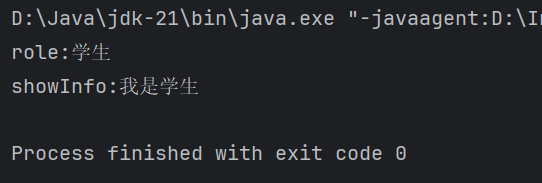 D:\Java\jdk-21\bin\java.exe "-javaagent:D:\I
role:学生
showInfo:我是学生
Process finished with exit code 0